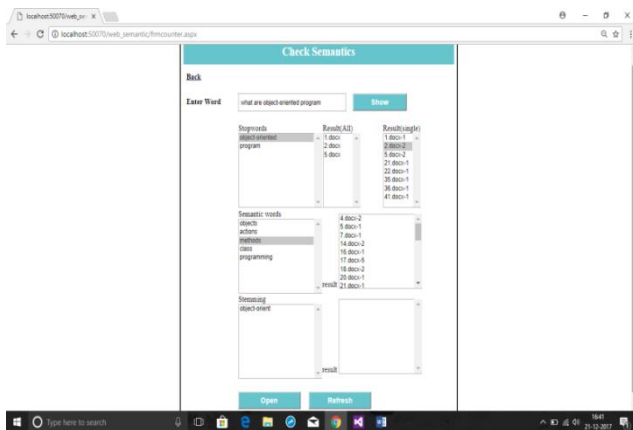 localhost:50070/web_se
localhost:50070/web_semantic/frmcounter.aspx
Check Semantics
Back
Enter Word
what are object-oriented program
Show
Stopwords
Result(All)
Result(single)
object-oriented
program
1.docx
2.docx
5.docx
1.docx-1
2.docx-2
5.docx-2
21.docx-1
22.docx-1
35.docx-1
36.docx-1
41.docx-1
Semantic words
objects
actions
methods
class
programming
4.docx-2
5.docx-1
7.docx-1
14.docx-2
16.docx-1
17.docx-5
18.docx-2
20.docx-1
result
21.docx-1
Stemming
object-orient
result
Open
Refresh
Type here to search
16:41
21-12-2017